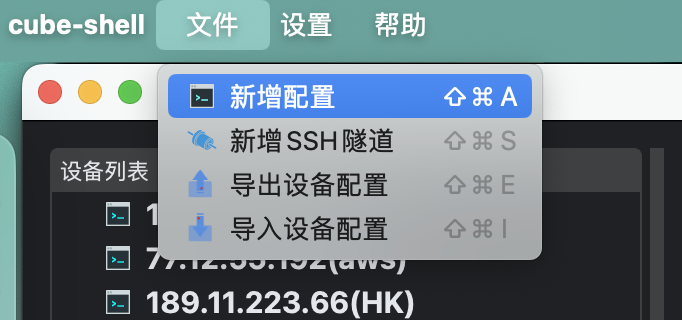 cube-shell 文件 设置 帮助
新增配置 ⇧⌘A
新增SSH隧道 ⇧⌘S
导出设备配置 ⇧⌘E
导入设备配置 ⇧⌘I
设备列表
189.11.223.66(HK)